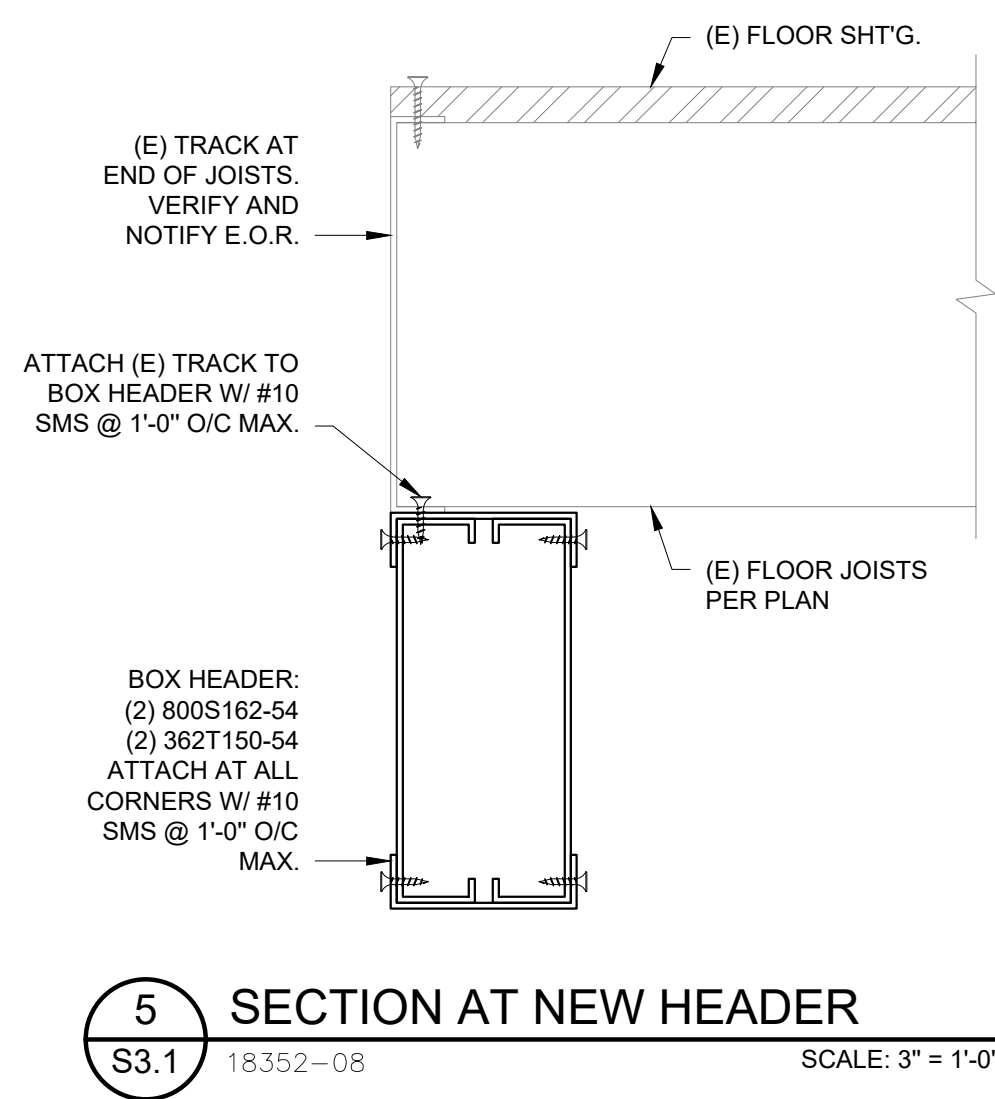 (E) FLOOR SHT'G.
(E) TRACK AT
END OF JOISTS.
VERIFY AND
NOTIFY E.O.R.
ATTACH (E) TRACK TO
BOX HEADER W/ #10
SMS @ 1'-0" O/C MAX.
(E) FLOOR JOISTS
PER PLAN
BOX HEADER:
(2) 800S162-54
(2) 362T150-54
ATTACH AT ALL
CORNERS W/ #10
SMS @ 1'-0" O/C
MAX.
5
SECTION AT NEW HEADER
S3.1
18352-08
SCALE: 3" = 1'-0"